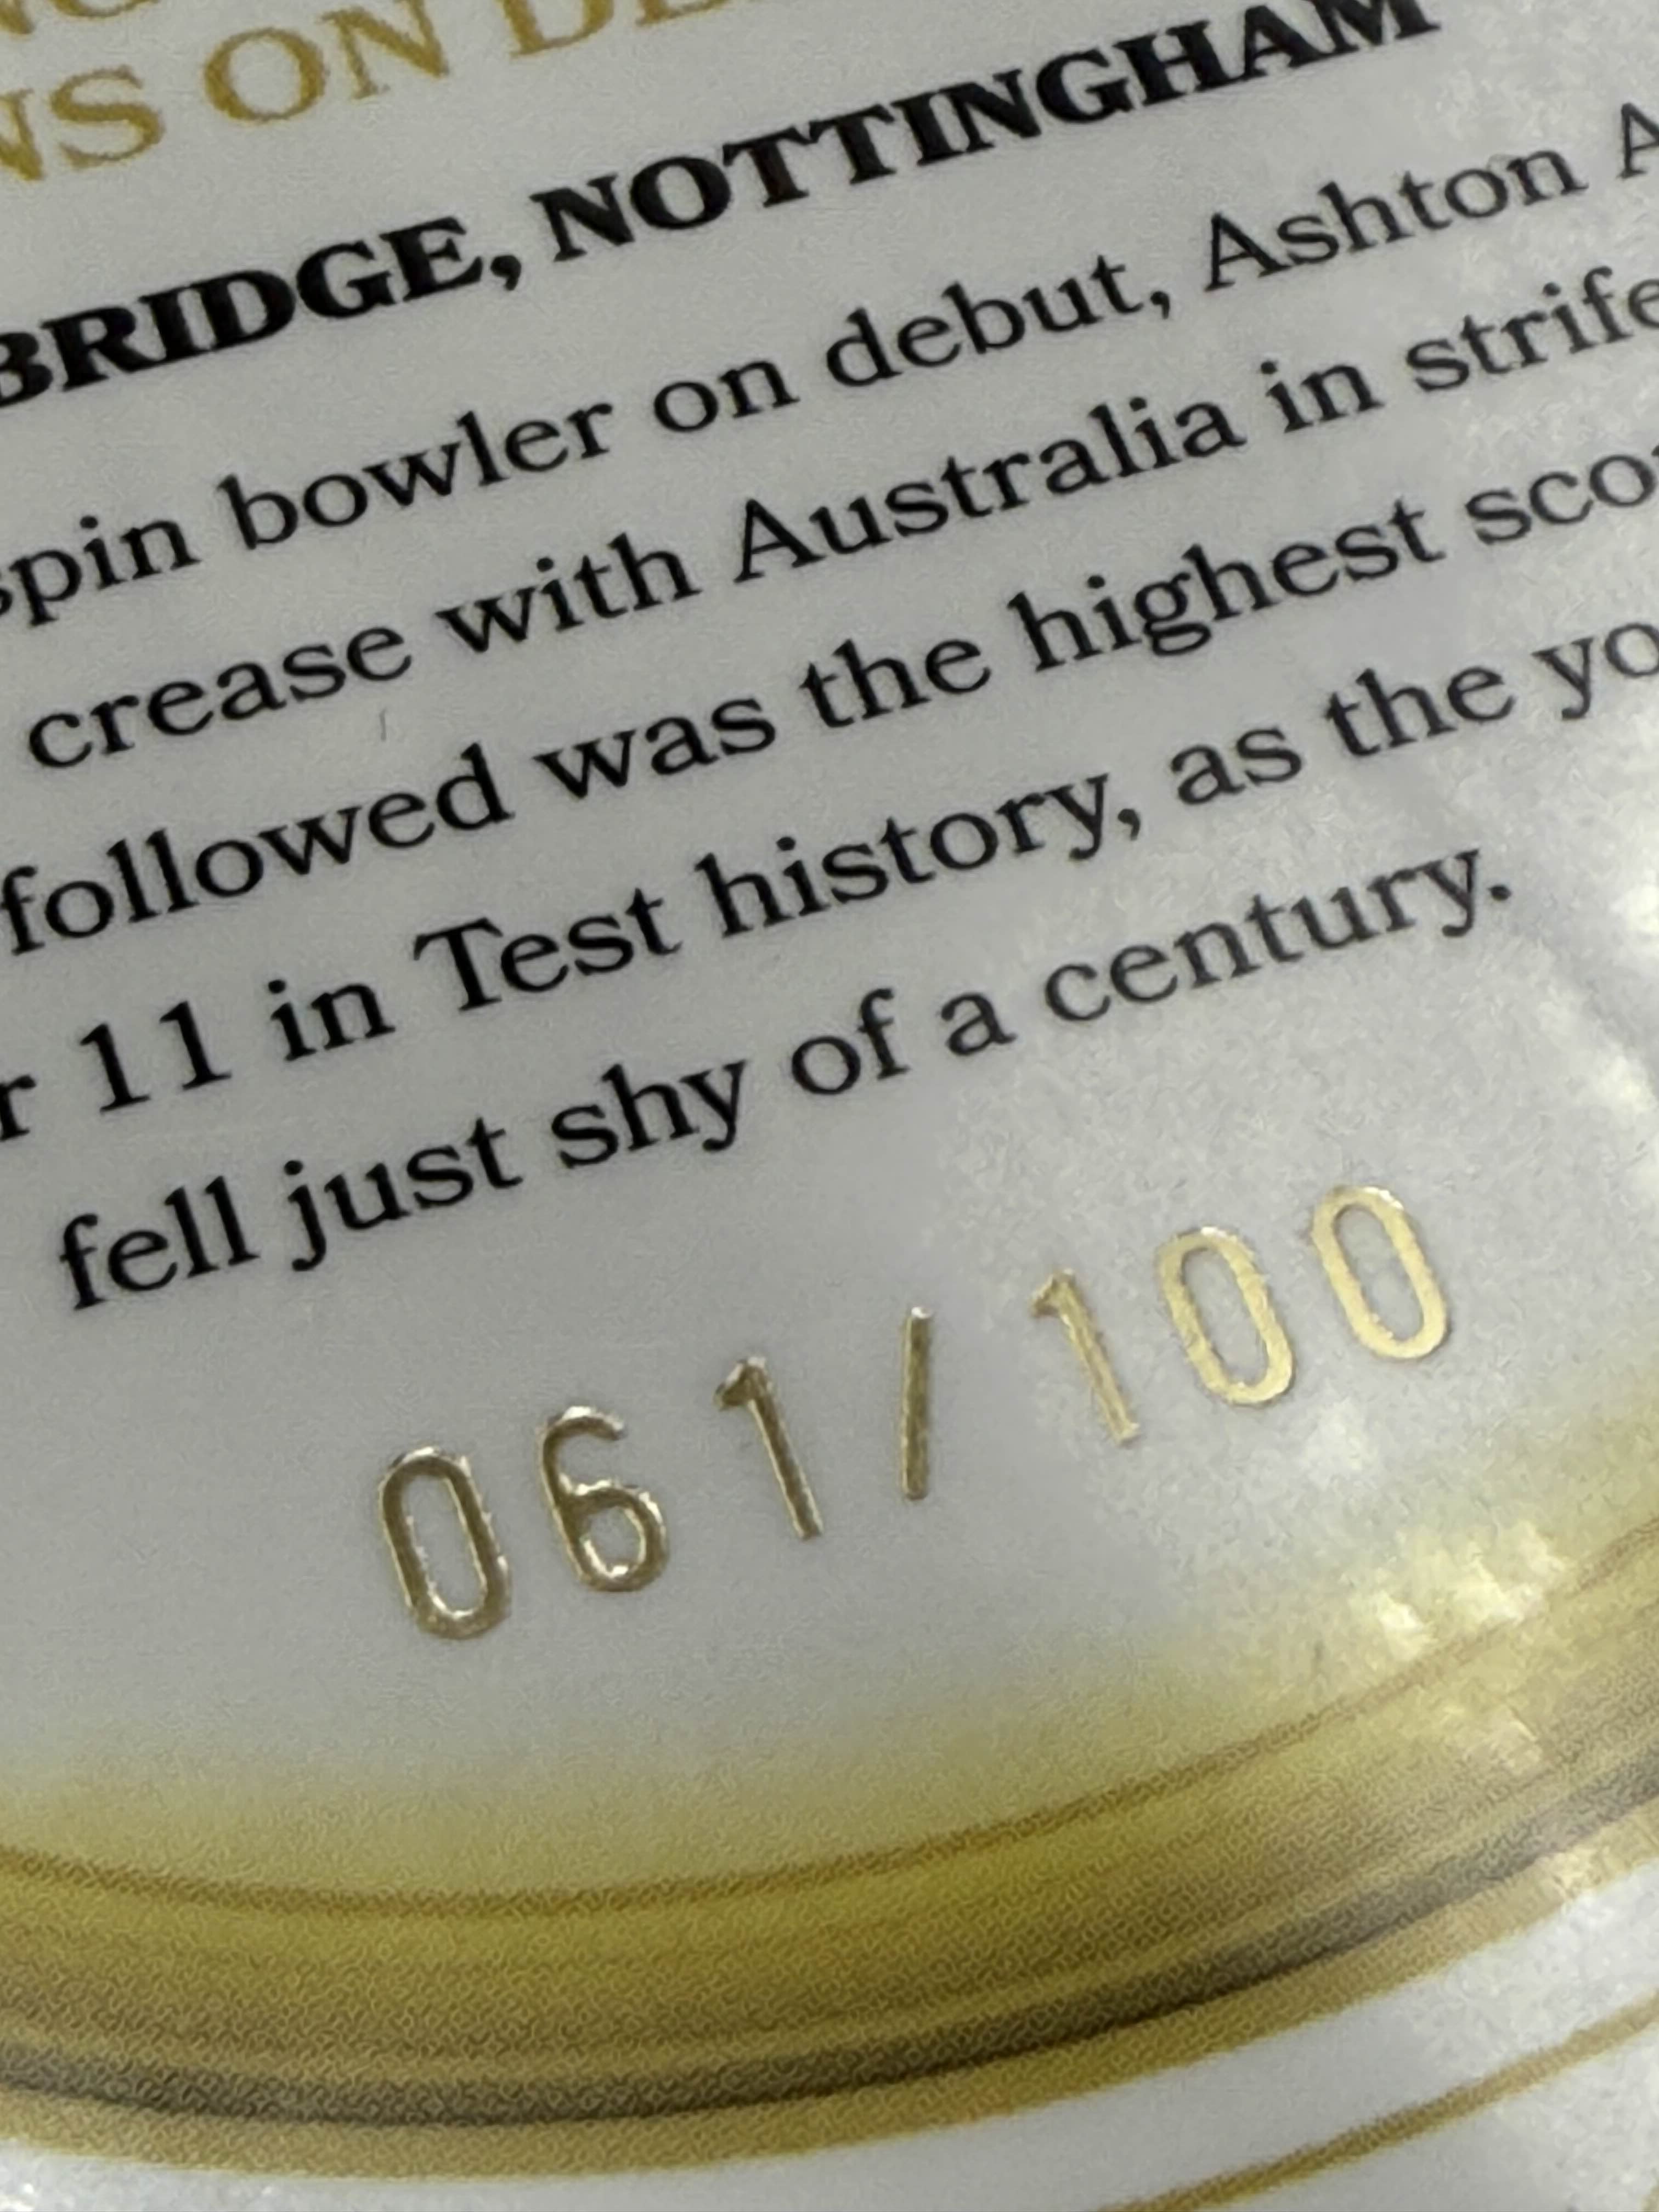 NS ON
BRIDGE, NOTTINGHAM
spin bowler on debut, Ashton A
crease with Australia in strife
followed was the highest sco
r 11 in Test history, as the yo
fell just shy of a century.
061/100